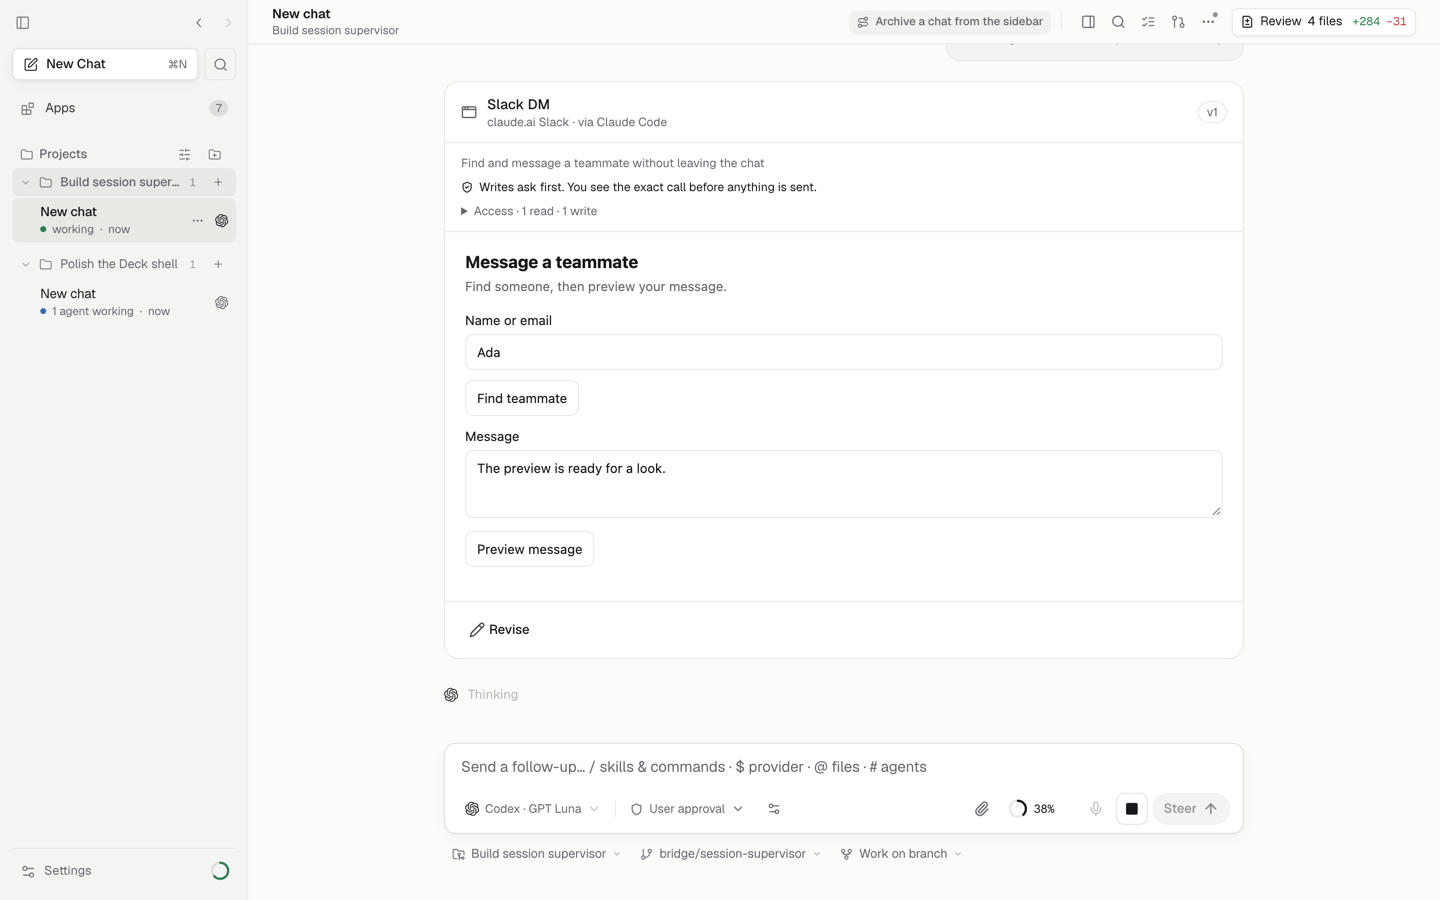 New Chat
⌘N
Apps
7
Projects
Build session super...
1
New chat
working · now
Polish the Deck shell
1
New chat
1 agent working · now
Settings
New chat
Build session supervisor
Archive a chat from the sidebar
Review 4 files +284 −31
Slack DM
claude.ai Slack · via Claude Code
v1
Find and message a teammate without leaving the chat
Writes ask first. You see the exact call before anything is sent.
Access · 1 read · 1 write
Message a teammate
Find someone, then preview your message.
Name or email
Ada
Find teammate
Message
The preview is ready for a look.
Preview message
Revise
Thinking
Send a follow-up... / skills & commands · $ provider · @ files · # agents
Codex · GPT Luna
User approval
38%
Steer
Build session supervisor
bridge/session-supervisor
Work on branch